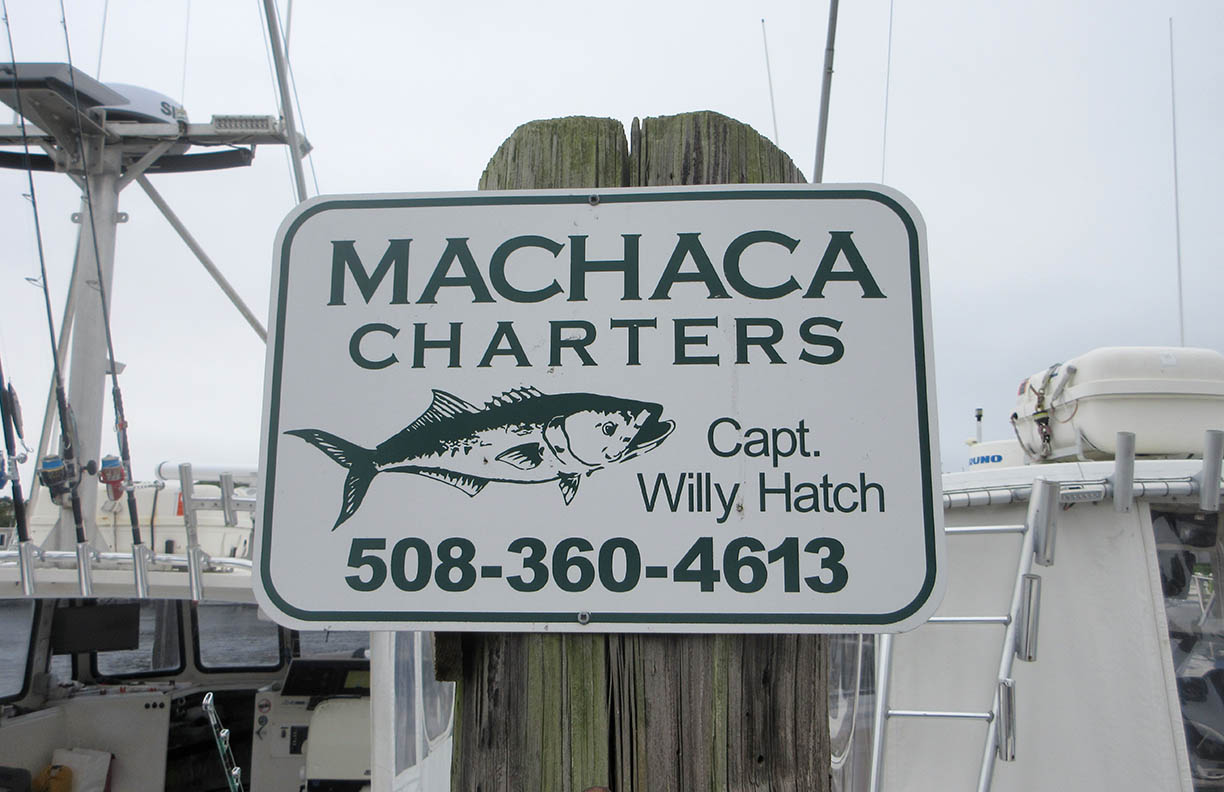 MACHACA
CHARTERS
Capt.
Willy Hatch
508-360-4613